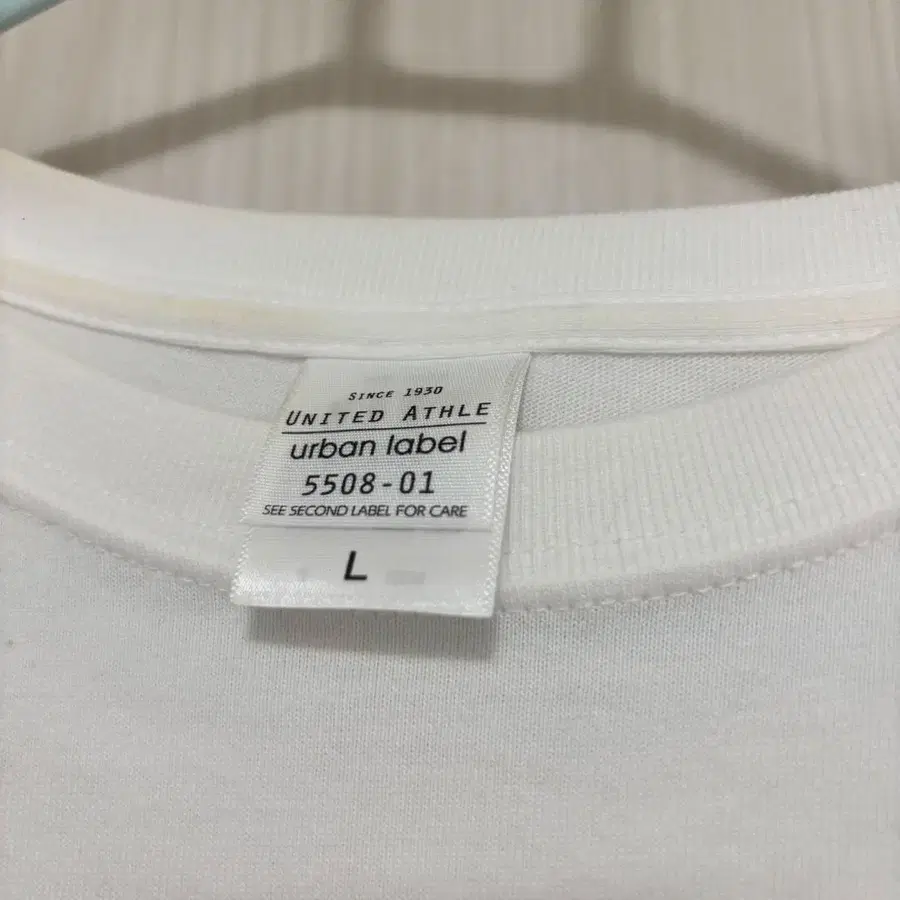 SINCE 1930
UNITED ATHLE
urban label
5508-01
SEE SECOND LABEL FOR CARE
L